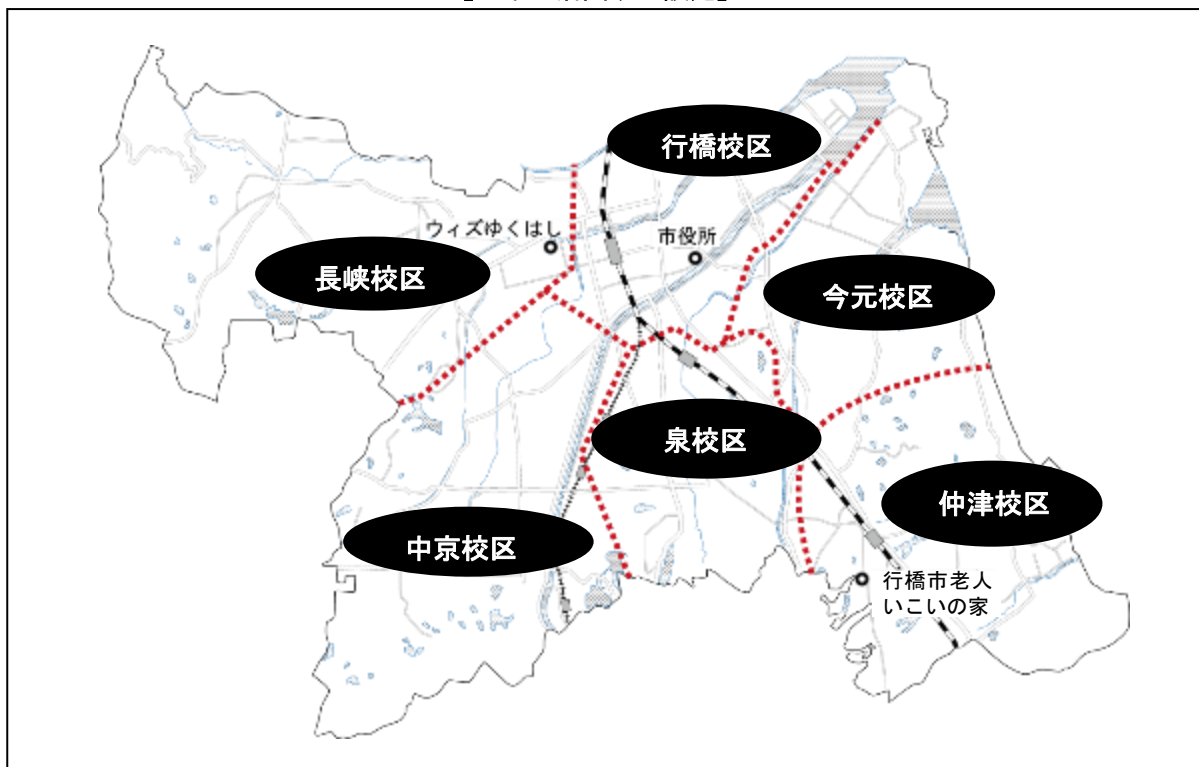 行橋校区
ウィズゆくはし
市役所
長峡校区
今元校区
泉校区
仲津校区
中京校区
行橋市老人
いこいの家